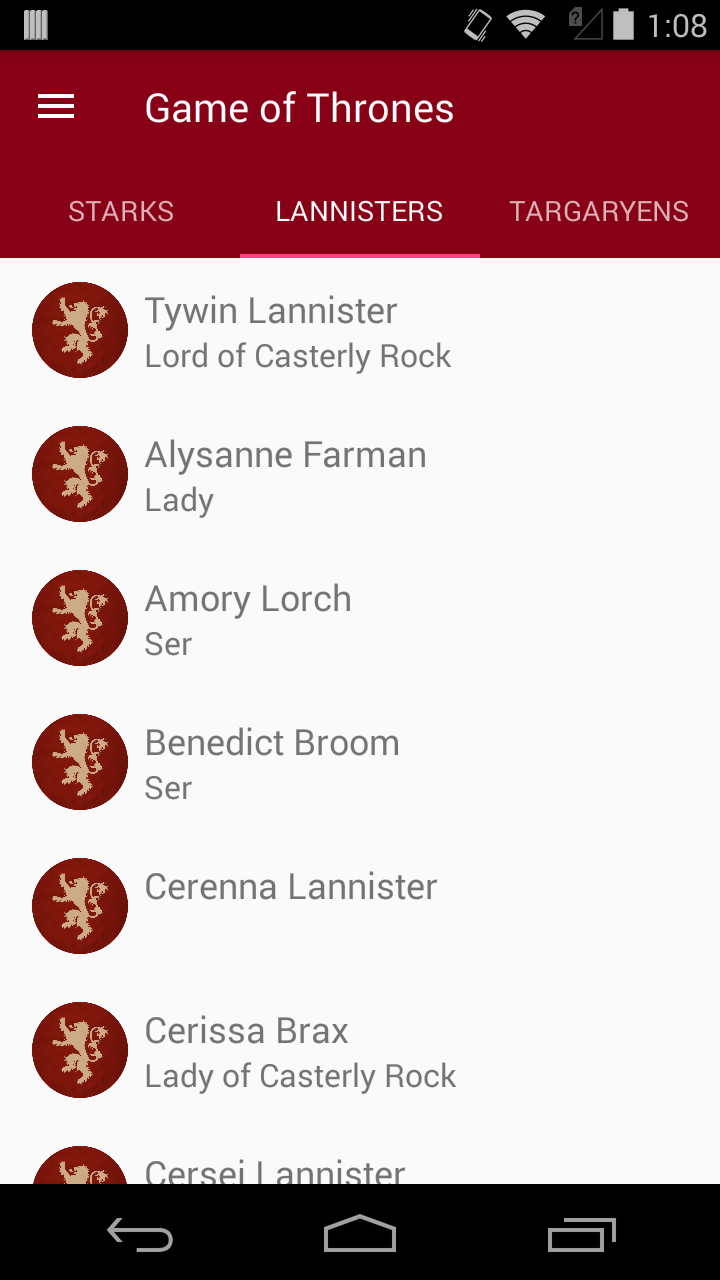 1:08
Game of Thrones
STARKS
LANNISTERS
TARGARYENS
Tywin Lannister
Lord of Casterly Rock
Alysanne Farman
Lady
Amory Lorch
Ser
Benedict Broom
Ser
Cerenna Lannister
Cerissa Brax
Lady of Casterly Rock
Cersei Lannister